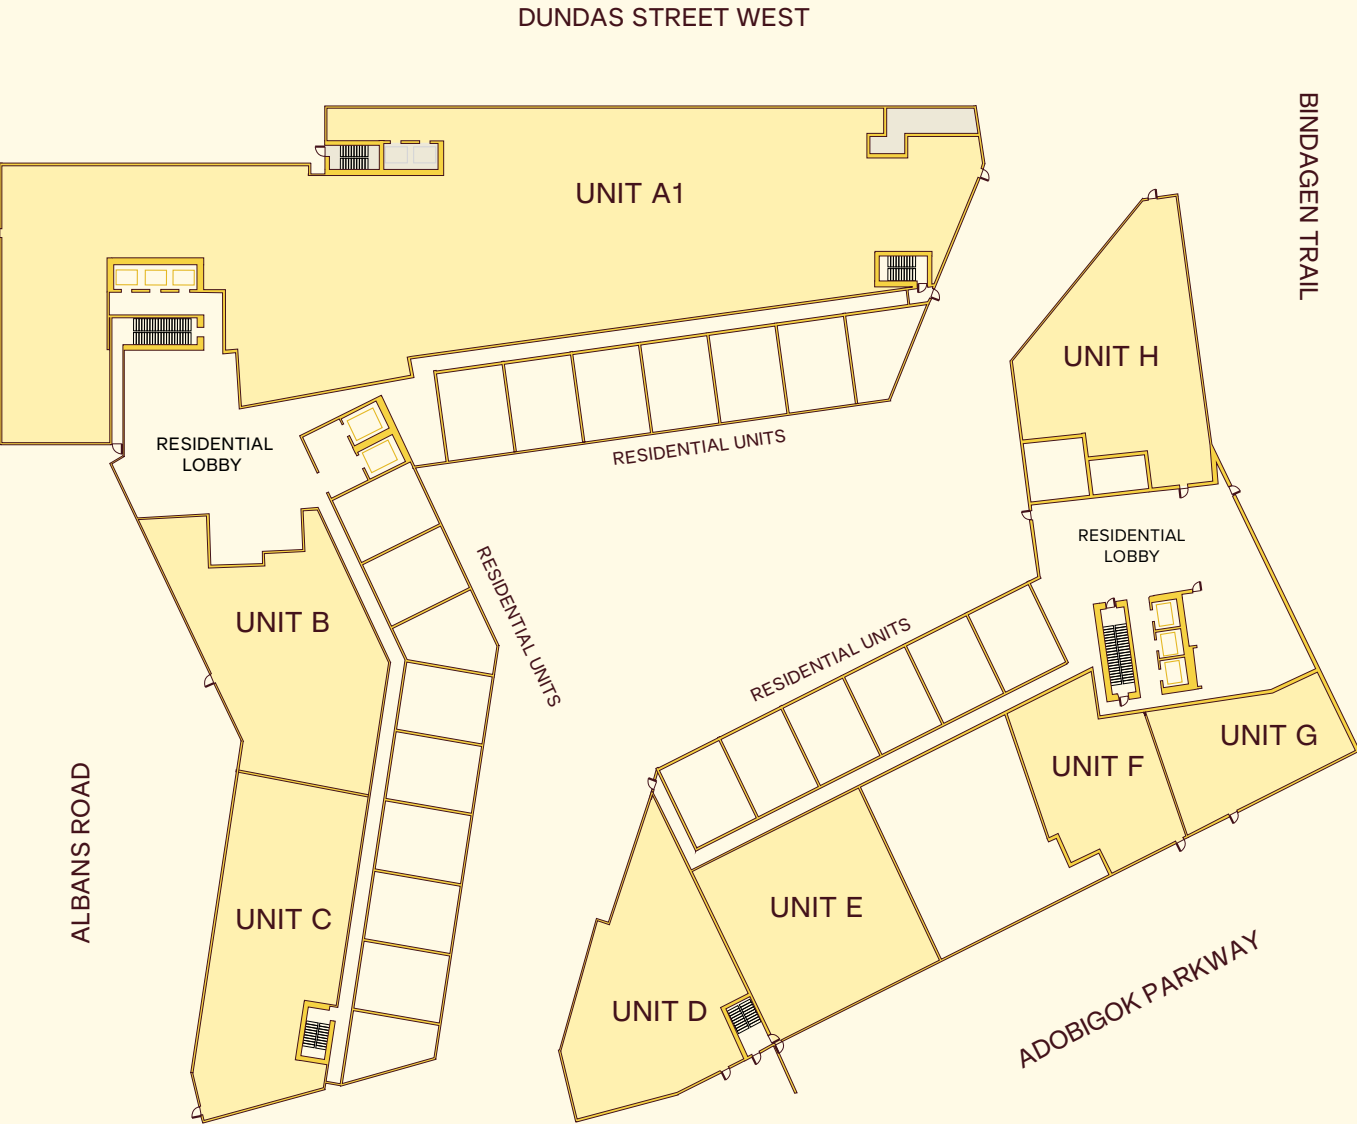 DUNDAS STREET WEST
BINDAGEN TRAIL
UNIT A1
UNIT H
RESIDENTIAL
LOBBY
RESIDENTIAL UNITS
RESIDENTIAL
LOBBY
RESIDENTIAL UNITS
UNIT B
RESIDENTIAL UNITS
UNIT G
UNIT F
ALBANS ROAD
UNIT C
UNIT E
UNIT D
ADOBIGOK PARKWAY